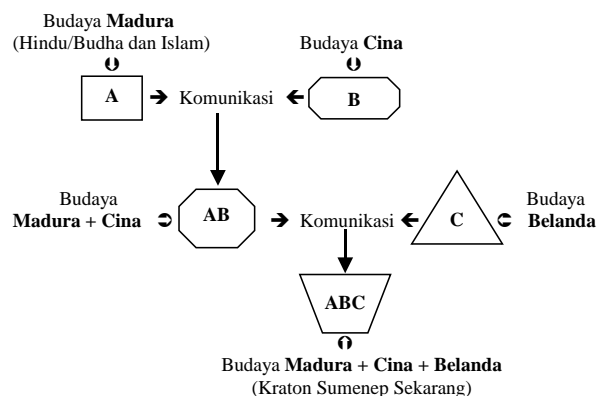 Budaya Madura
(Hindu/Budha dan Islam)
Budaya Cina
A
Komunikasi
B
Budaya
Madura + Cina
AB
Komunikasi
C
Budaya
Belanda
ABC
Budaya Madura + Cina + Belanda
(Kraton Sumenep Sekarang)